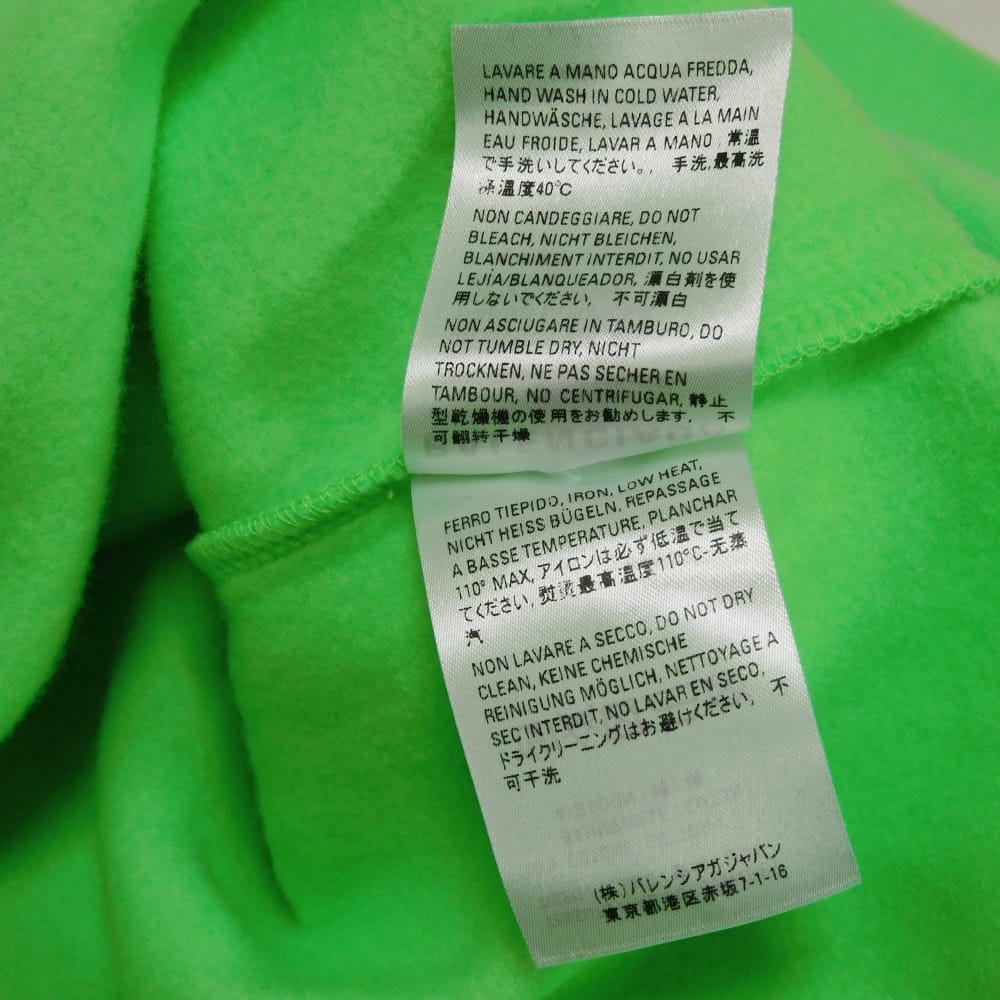 LAVARE A MANO ACQUA FREDDA,
HAND WASH IN COLD WATER,
HANDWÄSCHE, LAVAGE A LA MAIN
EAU FROIDE, LAVAR A MANO, 常温
で手洗いしてください。, 手洗,最高洗
涤温度40℃
NON CANDEGGIARE, DO NOT
BLEACH, NICHT BLEICHEN,
BLANCHIMENT INTERDIT, NO USAR
LEJÍA/BLANQUEADOR, 漂白剤を使
用しないでください, 不可漂白
NON ASCIUGARE IN TAMBURO, DO
NOT TUMBLE DRY, NICHT
TROCKNEN, NE PAS SECHER EN
TAMBOUR, NO CENTRIFUGAR, 静止
型乾燥機の使用をお勧めします, 不
可翻转干燥
FERRO TIEPIDO, IRON, LOW HEAT,
NICHT HEISS BÜGELN, REPASSAGE
A BASSE TEMPERATURE, PLANCHAR
110° MAX, アイロンは必ず低温で当て
てください, 熨烫最高温度110°C-无蒸
汽
NON LAVARE A SECCO, DO NOT DRY
CLEAN, KEINE CHEMISCHE
REINIGUNG MÖGLICH, NETTOYAGE A
SEC INTERDIT, NO LAVAR EN SECO,
ドライクリーニングはお避けください, 不
可干洗
(株)バレンシアガジャパン
東京都港区赤坂7-1-16